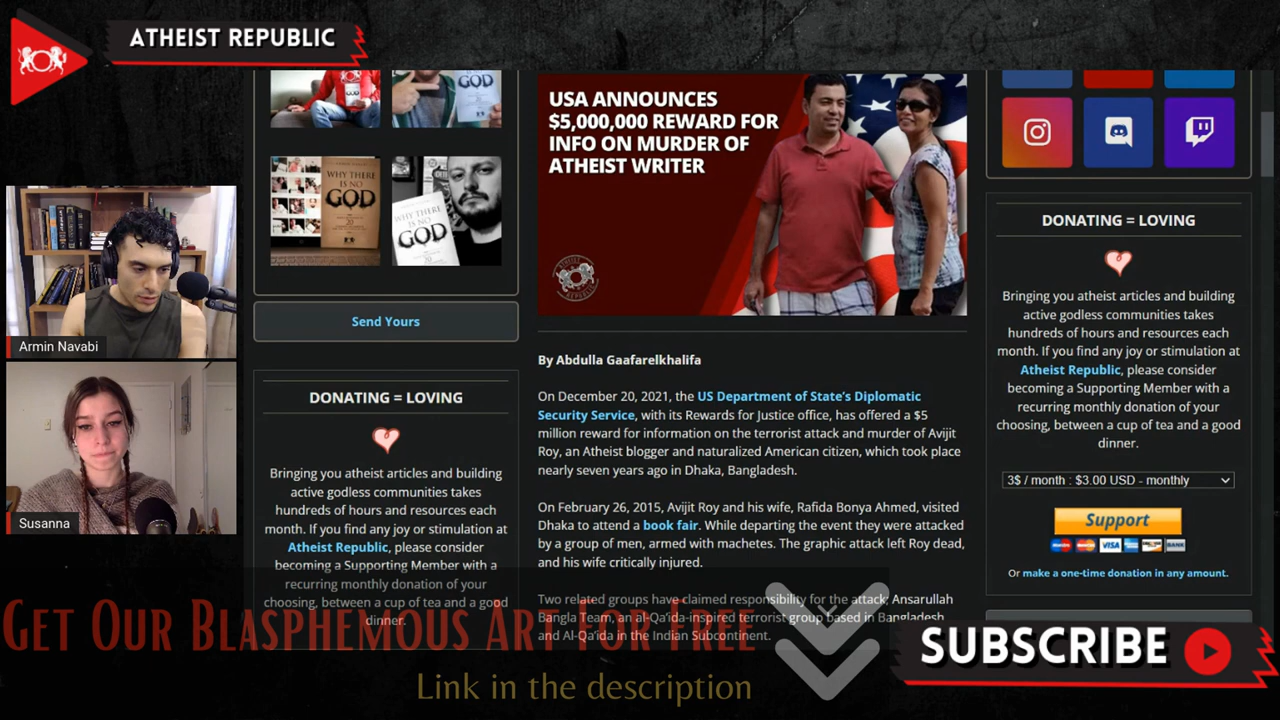 ATHEIST REPUBLIC
GOD
GOD
WHY THERE
IS NO
GOD
WHY THERE
IS NO
GOD
20
Send Yours
DONATING = LOVING
Bringing you atheist articles and building
active godless communities takes
hundreds of hours and resources each
month. If you find any joy or stimulation at
Atheist Republic, please consider
becoming a Supporting Member with a
recurring monthly donation of your
choosing, between a cup of tea and a good
dinner.
USA ANNOUNCES
$5,000,000 REWARD FOR
INFO ON MURDER OF
ATHEIST WRITER
By Abdulla Gaafarelkhalifa
On December 20, 2021, the US Department of State's Diplomatic
Security Service, with its Rewards for Justice office, has offered a $5
million reward for information on the terrorist attack and murder of Avijit
Roy, an Atheist blogger and naturalized American citizen, which took place
nearly seven years ago in Dhaka, Bangladesh.
On February 26, 2015, Avijit Roy and his wife, Rafida Bonya Ahmed, visited
Dhaka to attend a book fair. While departing the event they were attacked
by a group of men, armed with machetes. The graphic attack left Roy dead,
and his wife critically injured.
Two related groups have claimed responsibility for the attack; Ansarullah
Bangla Team, an al-Qa'ida-inspired terrorist group based in Bangladesh
and Al-Qa'ida in the Indian Subcontinent.
DONATING = LOVING
Bringing you atheist articles and building
active godless communities takes
hundreds of hours and resources each
month. If you find any joy or stimulation at
Atheist Republic, please consider
becoming a Supporting Member with a
recurring monthly donation of your
choosing, between a cup of tea and a good
dinner.
3$ / month : $3.00 USD - monthly
Support
VISA
BANK
Or make a one-time donation in any amount.
Armin Navabi
Susanna
Get Our Blasphemous Art For Free
Link in the description
SUBSCRIBE